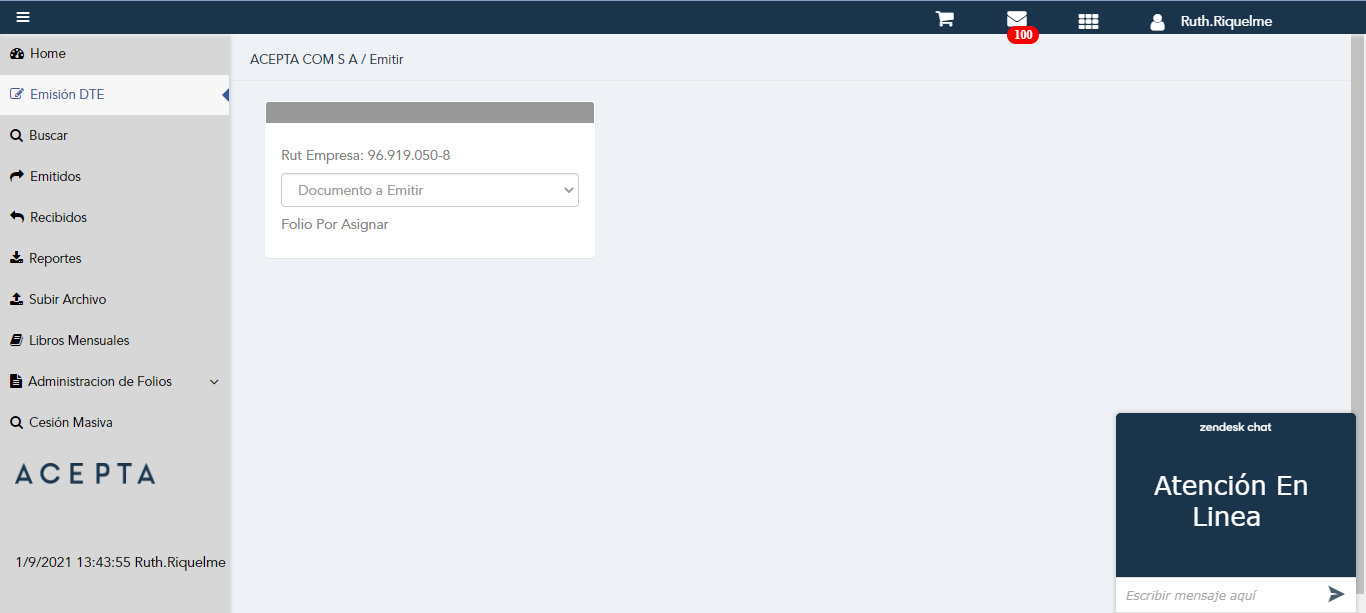 Ruth.Riquelme
100
Home
ACEPTA COM S A / Emitir
Emisión DTE
Buscar
Emitidos
Recibidos
Reportes
Subir Archivo
Libros Mensuales
Administracion de Folios
Cesión Masiva
ACEPTA
1/9/2021 13:43:55 Ruth.Riquelme
Rut Empresa: 96.919.050-8
Documento a Emitir
Folio Por Asignar
zendesk chat
Atención En
Linea
Escribir mensaje aquí